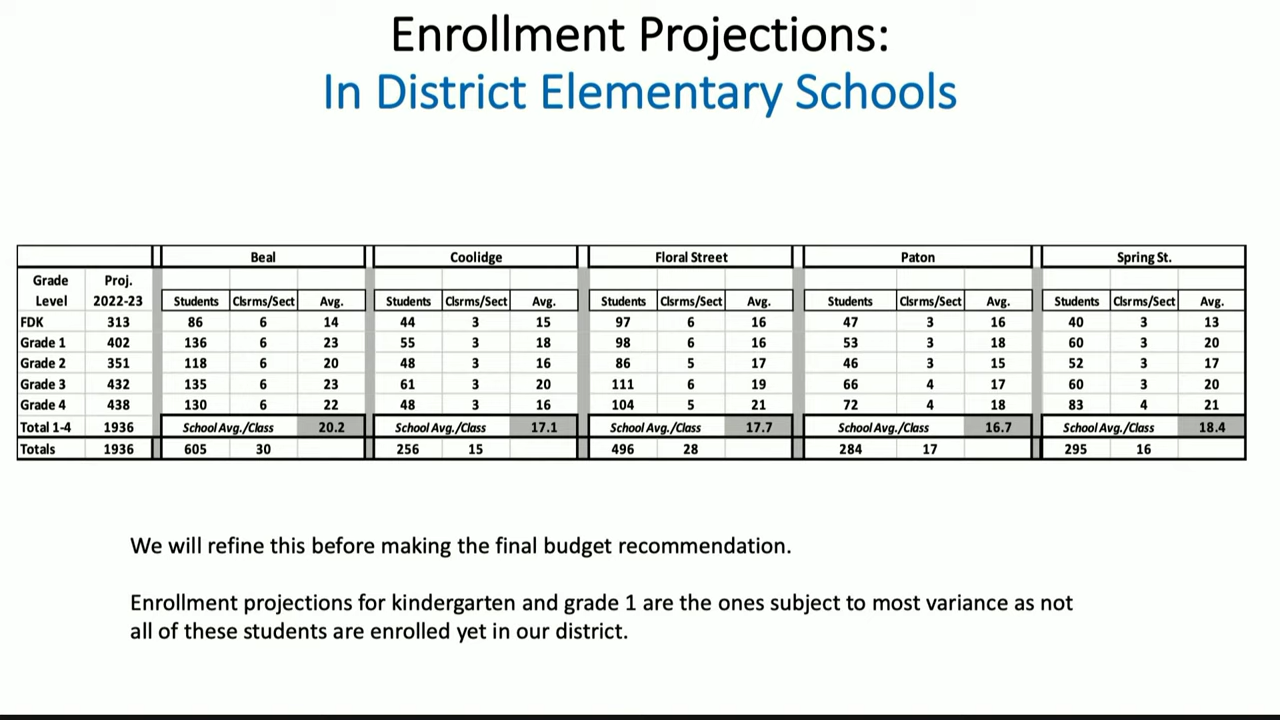 Enrollment Projections:
In District Elementary Schools
Beal Coolidge Floral Street Paton Spring St.
Grade Proj.
Level 2022-23 Students Clsrms/Sect Avg. Students Clsrms/Sect Avg. Students Clsrms/Sect Avg. Students Clsrms/Sect Avg. Students Clsrms/Sect Avg.
FDK 313 86 6 14 44 3 15 97 6 16 47 3 16 40 3 13
Grade 1 402 136 6 23 55 3 18 98 6 16 53 3 18 60 3 20
Grade 2 351 118 6 20 48 3 16 86 5 17 46 3 15 52 3 17
Grade 3 432 135 6 23 61 3 20 111 6 19 66 4 17 60 3 20
Grade 4 438 130 6 22 48 3 16 104 5 21 72 4 18 83 4 21
Total 1-4 1936 School Avg./Class 20.2 School Avg./Class 17.1 School Avg./Class 17.7 School Avg./Class 16.7 School Avg./Class 18.4
Totals 1936 605 30 256 15 496 28 284 17 295 16
We will refine this before making the final budget recommendation.
Enrollment projections for kindergarten and grade 1 are the ones subject to most variance as not
all of these students are enrolled yet in our district.